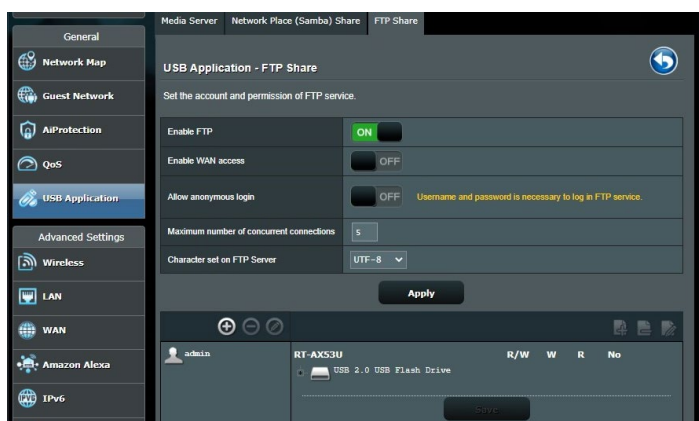 Media Server Network Place (Samba) Share FTP Share
General
Network Map
Guest Network
AiProtection
QoS
USB Application
Advanced Settings
Wireless
LAN
WAN
Amazon Alexa
IPv6
USB Application - FTP Share
Set the account and permission of FTP service.
Enable FTP ON
Enable WAN access OFF
Allow anonymous login OFF Username and password is necessary to log in FTP service.
Maximum number of concurrent connections 5
Character set on FTP Server UTF-8
Apply
admin
RT-AX53U R/W W R No
USB 2.0 USB Flash Drive
Save